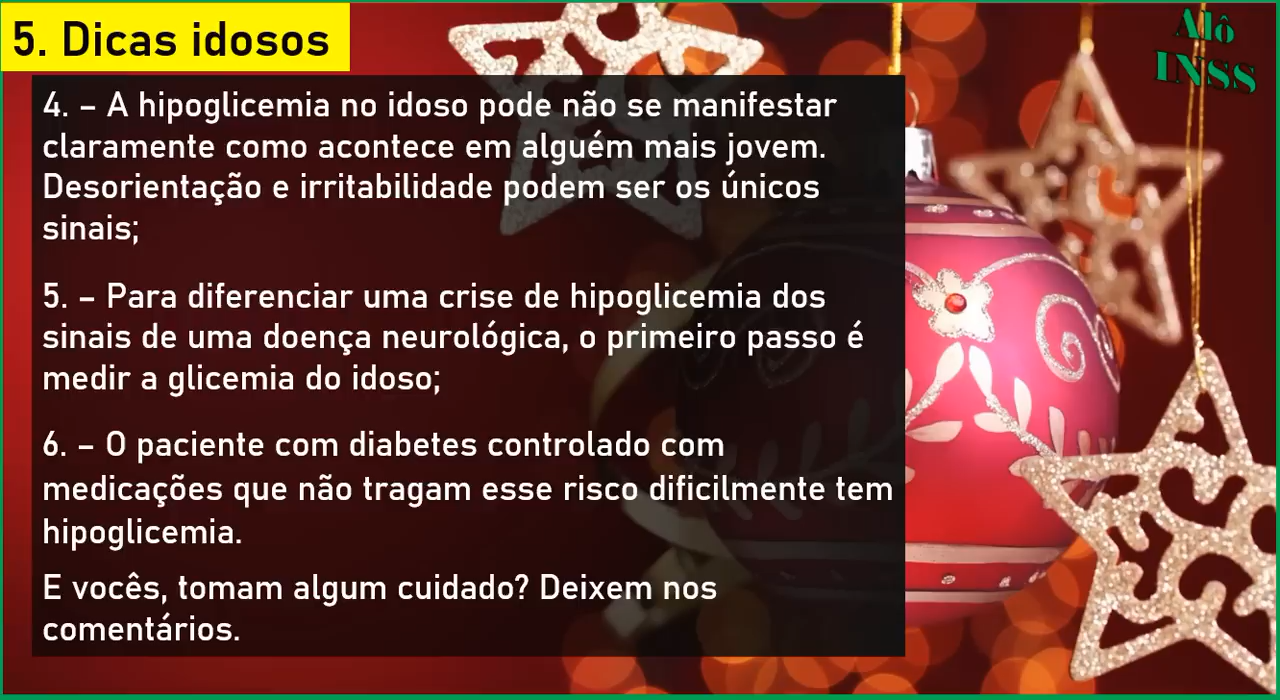 5. Dicas idosos
Alô
INSS
4. – A hipoglicemia no idoso pode não se manifestar
claramente como acontece em alguém mais jovem.
Desorientação e irritabilidade podem ser os únicos
sinais;
5. – Para diferenciar uma crise de hipoglicemia dos
sinais de uma doença neurológica, o primeiro passo é
medir a glicemia do idoso;
6. – O paciente com diabetes controlado com
medicações que não tragam esse risco dificilmente tem
hipoglicemia.
E vocês, tomam algum cuidado? Deixem nos
comentários.